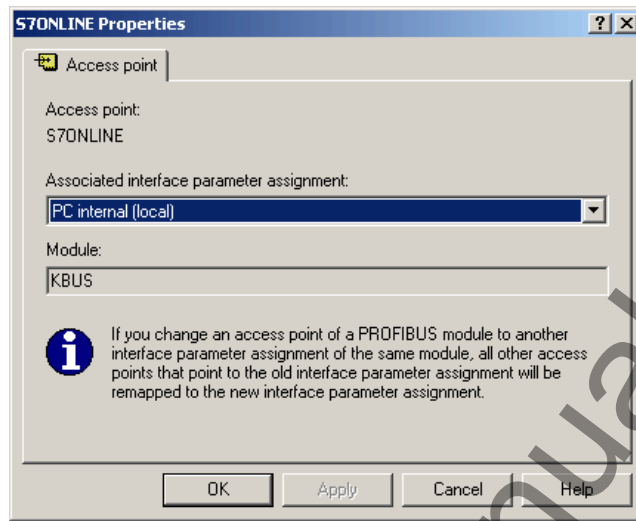 S7ONLINE Properties
Access point
Access point:
S7ONLINE
Associated interface parameter assignment:
PC internal (local)
Module:
KBUS
If you change an access point of a PROFIBUS module to another
interface parameter assignment of the same module, all other access
points that point to the old interface parameter assignment will be
remapped to the new interface parameter assignment.
OK Apply Cancel Help